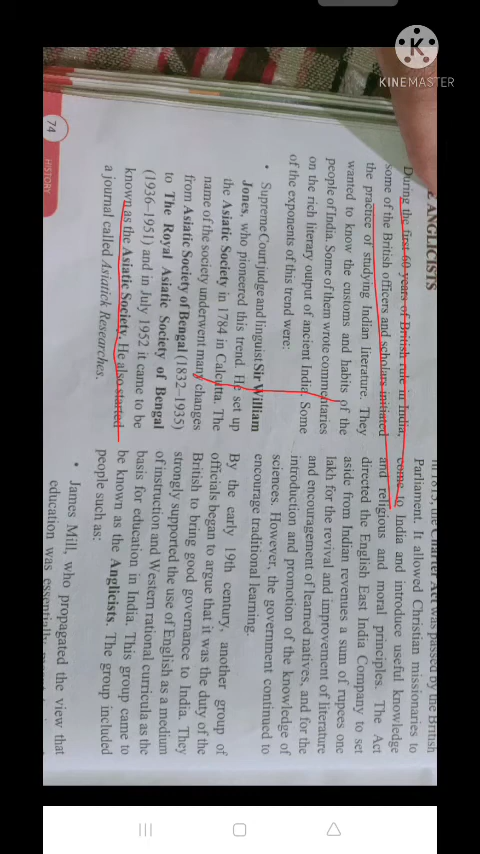 KINEMASTER
E ANGLICISTS
During the first 60 years of British rule in India,
some of the British officers and scholars initiated
the practice of studying Indian literature. They
wanted to know the customs and habits of the
people of India. Some of them wrote commentaries
on the rich literary output of ancient India. Some
of the exponents of this trend were:
• Supreme Court judge and linguist Sir William
Jones, who pioneered this trend. He set up
the Asiatic Society in 1784 in Calcutta. The
name of the society underwent many changes
from Asiatic Society of Bengal (1832–1935)
to The Royal Asiatic Society of Bengal
(1936–1951) and in July 1952 it came to be
known as the Asiatic Society. He also started
a journal called Asiatick Researches.
74
HISTORY
the Charter Act was passed by the British
Parliament. It allowed Christian missionaries to
come to India and introduce useful knowledge
and religious and moral principles. The Act
directed the English East India Company to set
aside from Indian revenues a sum of rupees one
lakh for the revival and improvement of literature
and encouragement of learned natives, and for the
introduction and promotion of the knowledge of
sciences. However, the government continued to
encourage traditional learning.
By the early 19th century, another group of
officials began to argue that it was the duty of the
British to bring good governance to India. They
strongly supported the use of English as a medium
of instruction and Western rational curricula as the
basis for education in India. This group came to
be known as the Anglicists. The group included
people such as:
• James Mill, who propagated the view that
education was